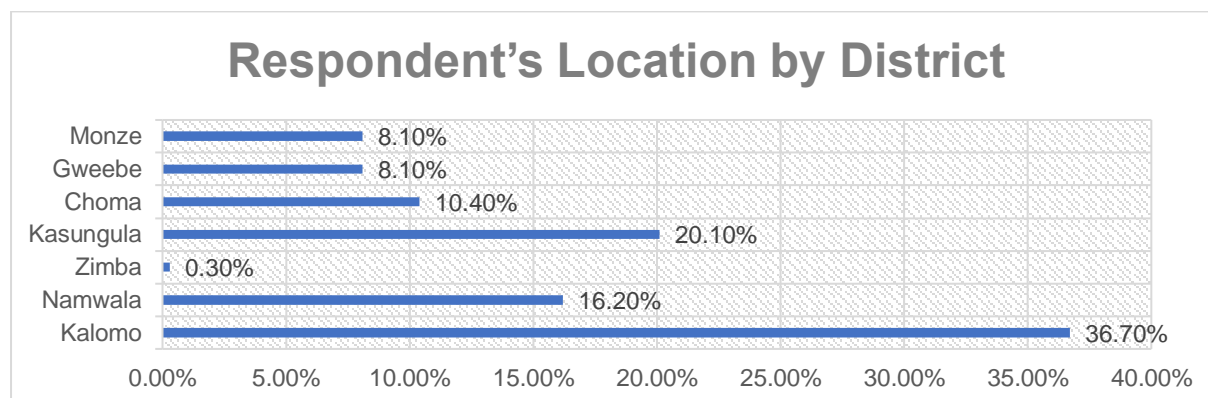 Respondent’s Location by District
Monze 8.10%
Gweebe 8.10%
Choma 10.40%
Kasungula 20.10%
Zimba 0.30%
Namwala 16.20%
Kalomo 36.70%
0.00% 5.00% 10.00% 15.00% 20.00% 25.00% 30.00% 35.00% 40.00%